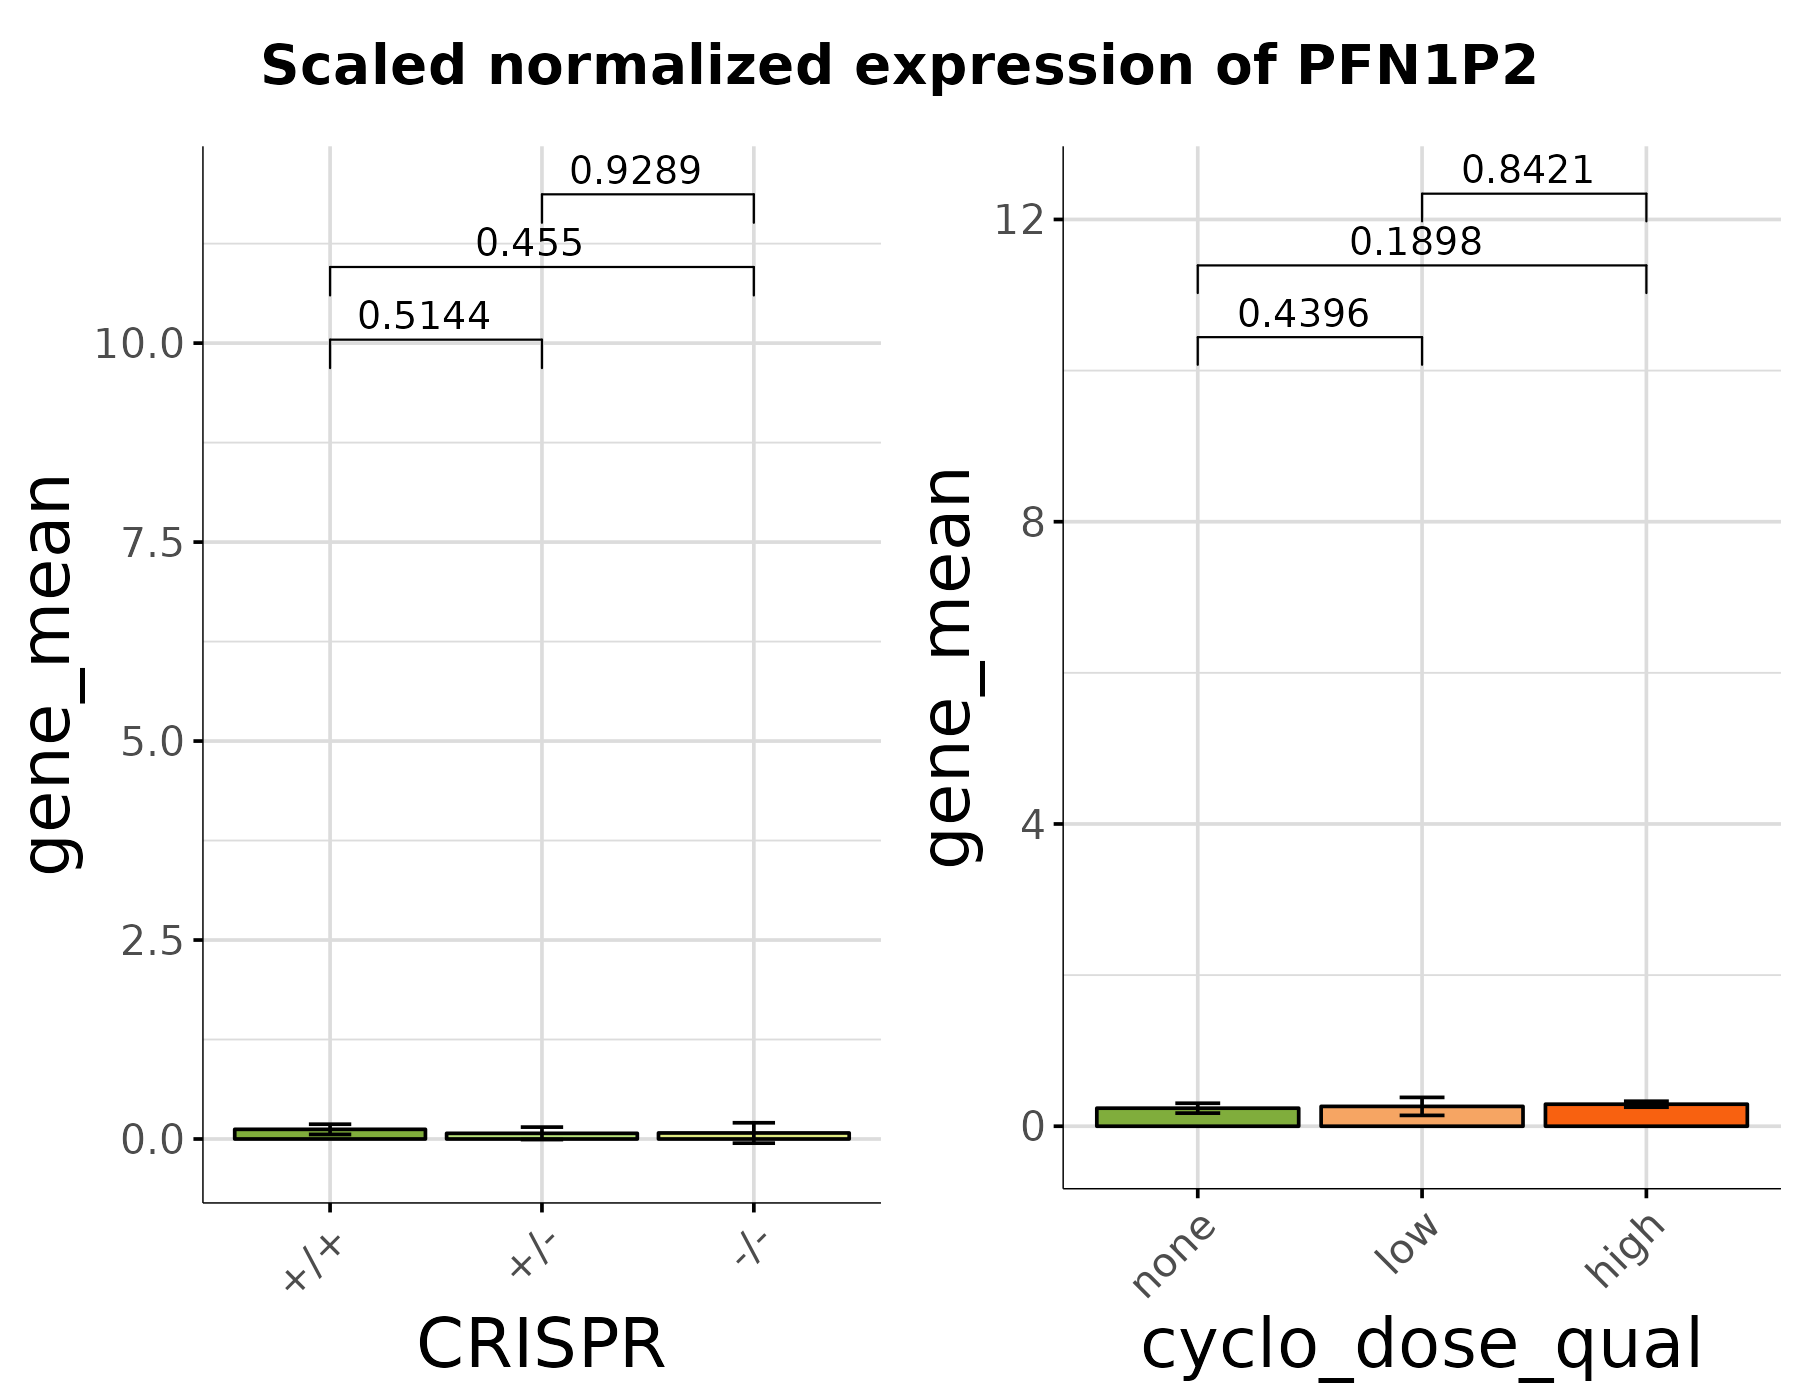 Scaled normalized expression of PFN1P2
gene_mean
10.0
7.5
5.0
2.5
0.0
0.9289
0.455
0.5144
+/+
+/-
-/-
CRISPR
gene_mean
12
8
4
0
0.8421
0.1898
0.4396
none
low
high
cyclo_dose_qual